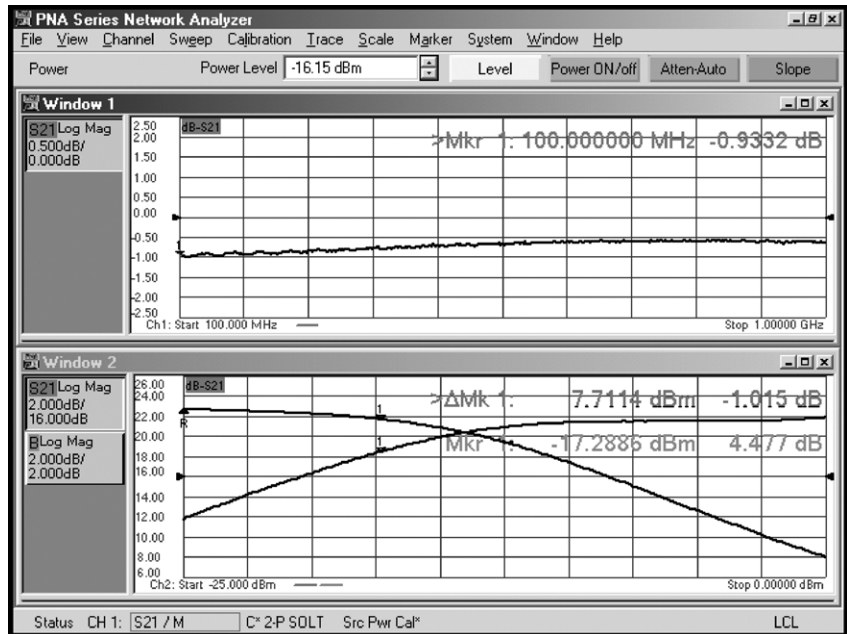 PNA Series Network Analyzer
File View Channel Sweep Calibration Trace Scale Marker System Window Help
Power Power Level -16.15 dBm Level Power ON/off Atten-Auto Slope
Window 1
S21 Log Mag
0.500dB/
0.000dB
2.50
2.00
1.50
1.00
0.50
0.00
-0.50
-1.00
-1.50
-2.00
-2.50
dB-S21
>Mkr 1: 100.000000 MHz -0.9332 dB
1
Ch1: Start 100.000 MHz
Stop 1.00000 GHz
Window 2
S21 Log Mag
2.000dB/
16.000dB
B Log Mag
2.000dB/
2.000dB
26.00
24.00
22.00
20.00
18.00
16.00
14.00
12.00
10.00
8.00
6.00
dB-S21
>ΔMk 1: 7.7114 dBm -1.015 dB
Mkr 1: -17.2886 dBm 4.477 dB
R
1
1
Ch2: Start -25.000 dBm
Stop 0.00000 dBm
Status CH 1: S21 / M C* 2-P SOLT Src Pwr Cal* LCL